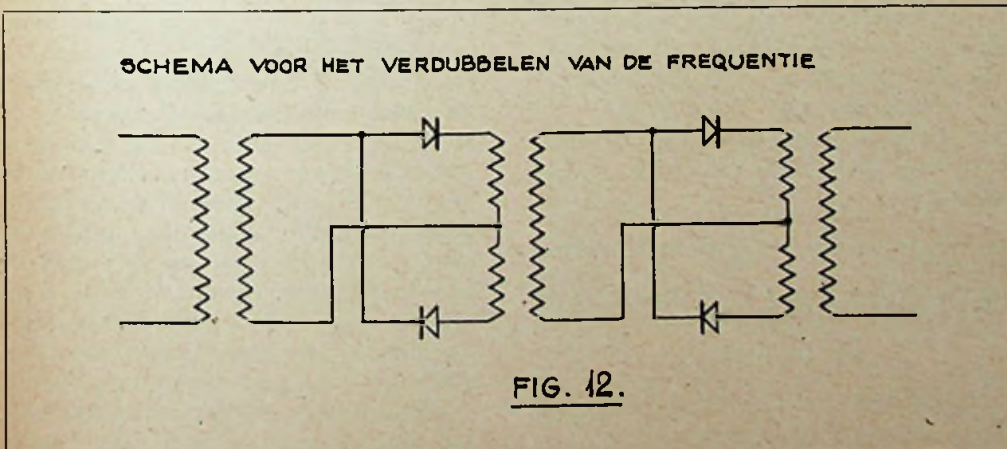 SCHEMA VOOR HET VERDUBBELEN VAN DE FREQUENTIE
FIG. 12.